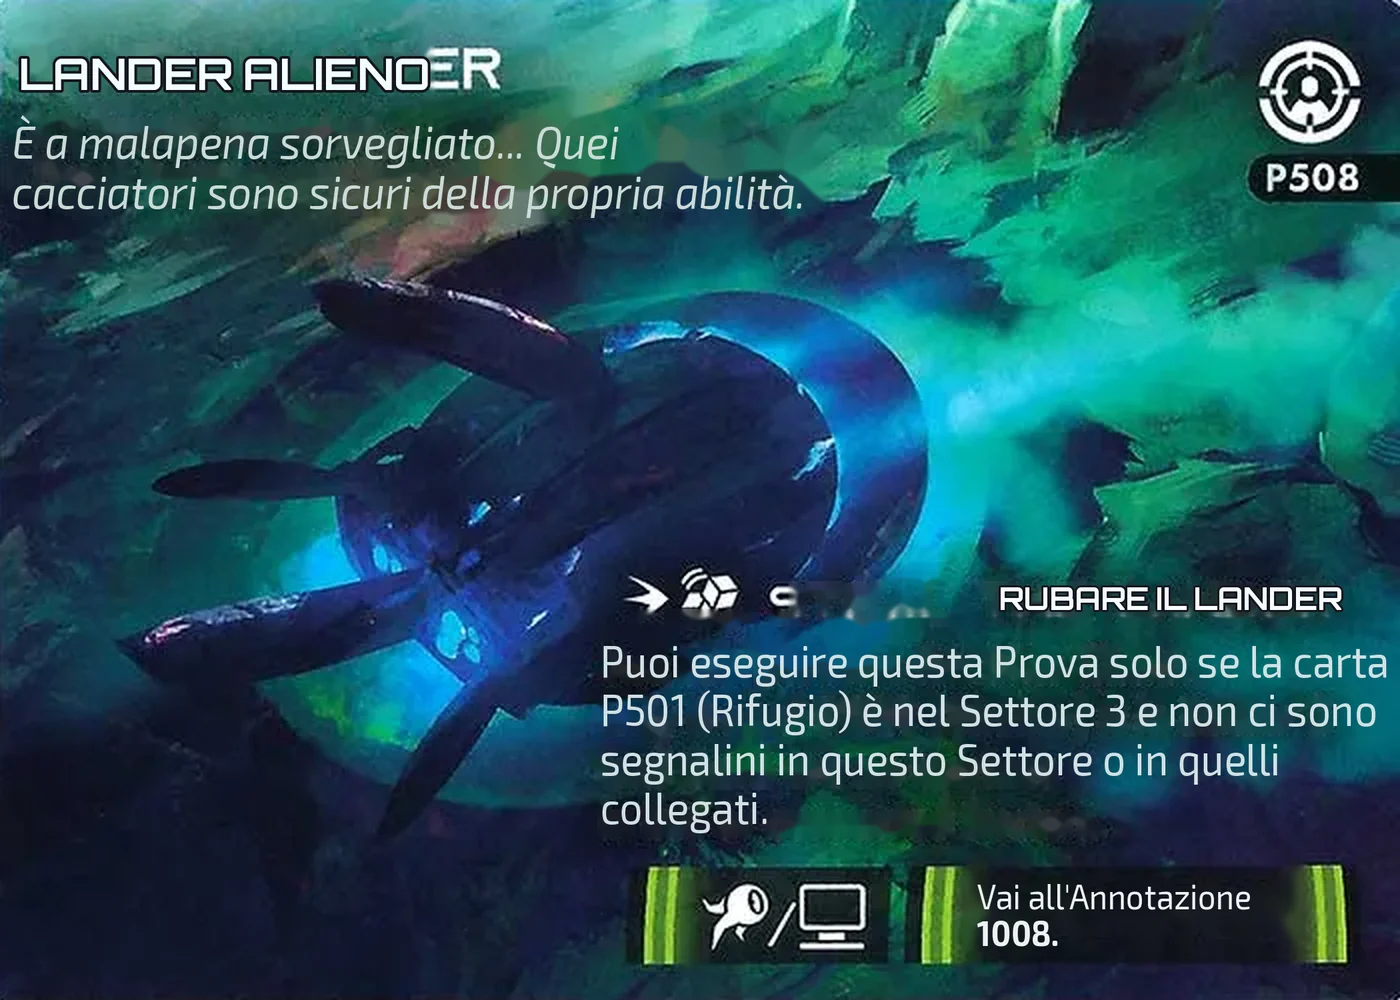 LANDER ALIENO
È a malapena sorvegliato... Quei
cacciatori sono sicuri della propria abilità.
P508
RUBARE IL LANDER
Puoi eseguire questa Prova solo se la carta
P501 (Rifugio) è nel Settore 3 e non ci sono
segnalini in questo Settore o in quelli
collegati.
Vai all'Annotazione
1008.